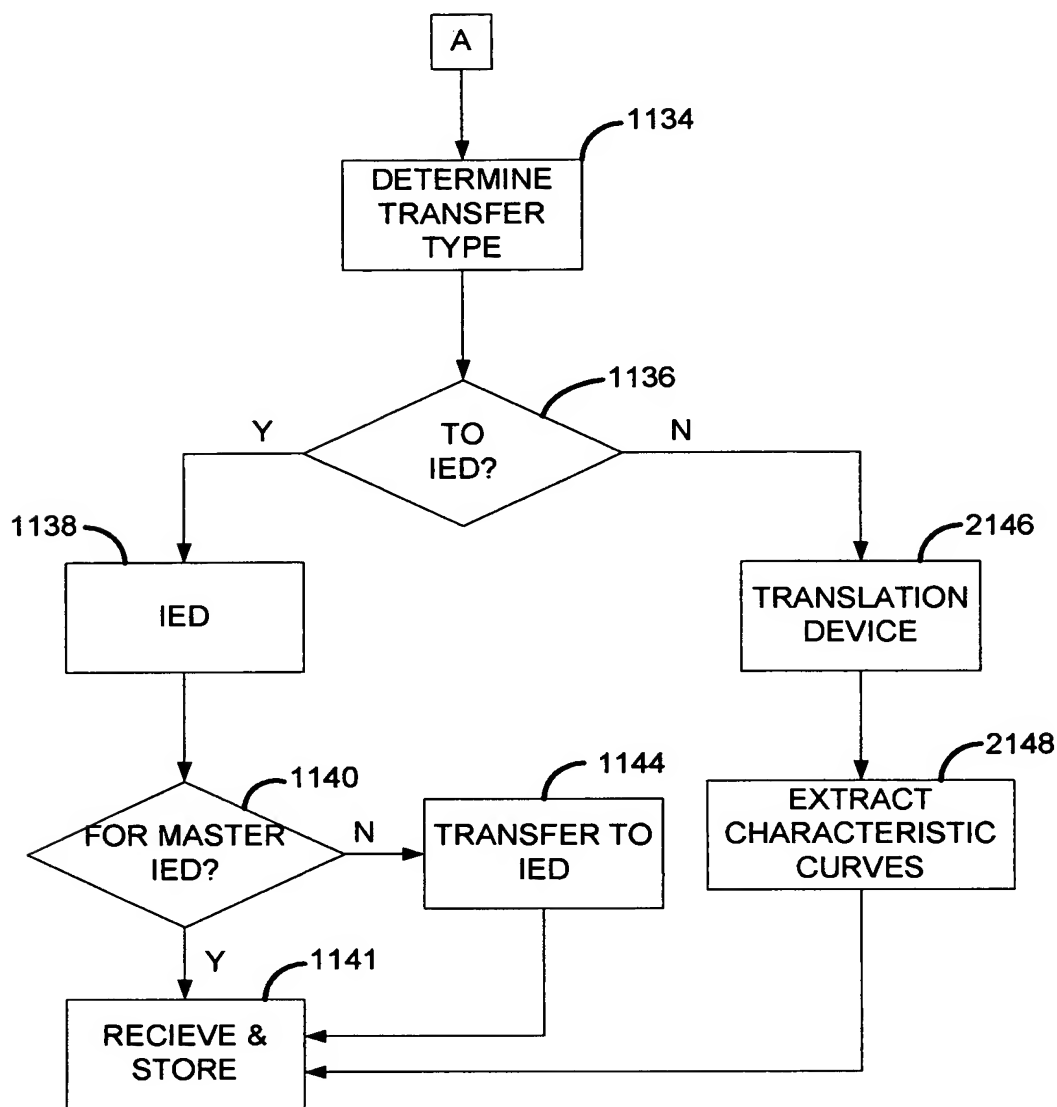 A
1134
DETERMINE
TRANSFER
TYPE
1136
TO
IED?
Y
N
1138
IED
2146
TRANSLATION
DEVICE
1140
FOR MASTER
IED?
N
1144
TRANSFER TO
IED
2148
EXTRACT
CHARACTERISTIC
CURVES
Y
1141
RECIEVE &
STORE